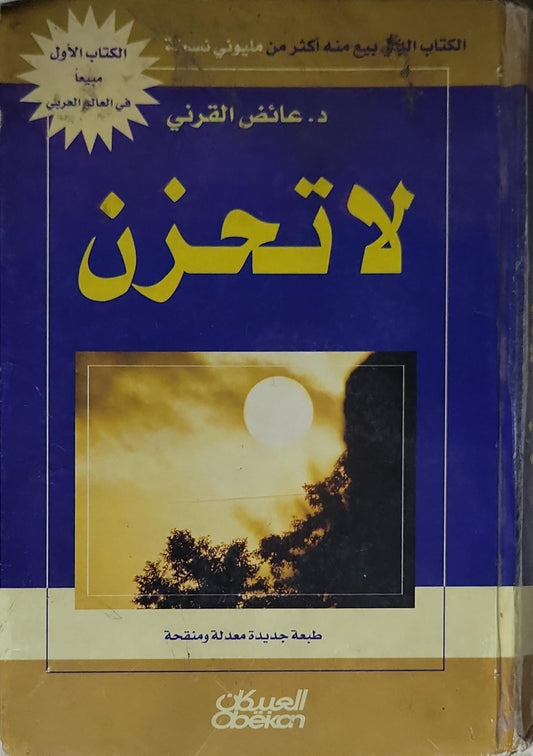 الكتاب الذي بيع منه أكثر من مليوني نسخة
الكتاب الأول
مبيعاً
في العالم العربي
د. عائض القرني
لا تحزن
طبعة جديدة معدلة ومنقحة
العبيكان
Obëkan